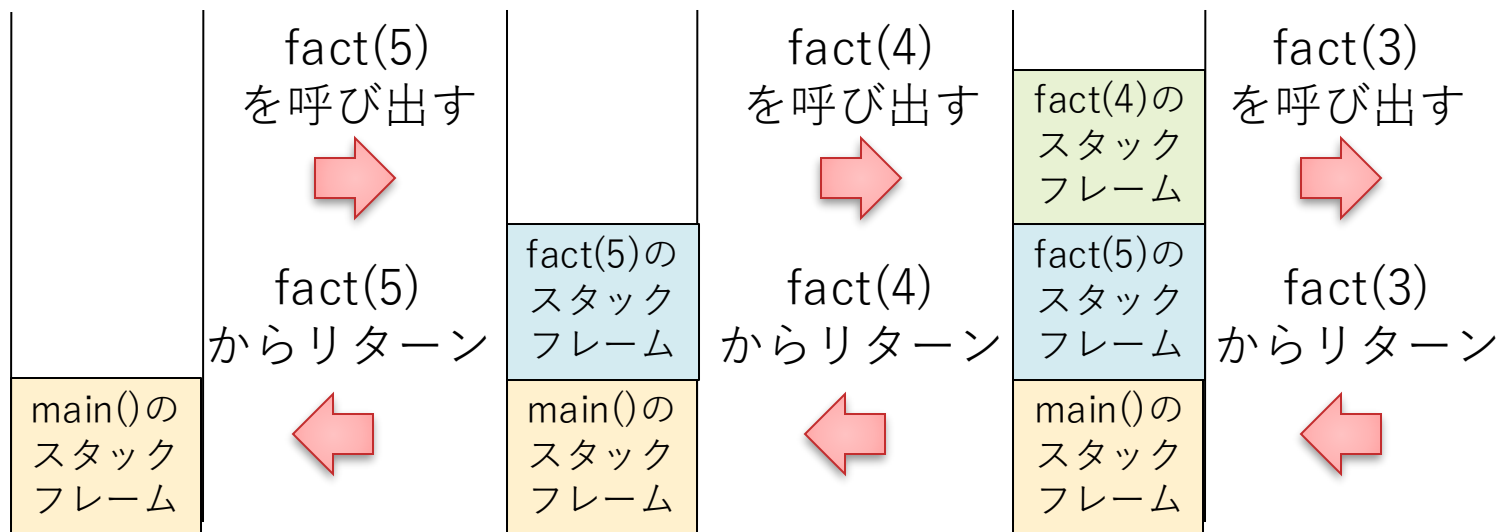 fact(5)
を呼び出す
fact(5)
からリターン
main()の
スタック
フレーム
fact(5)の
スタック
フレーム
main()の
スタック
フレーム
fact(4)
を呼び出す
fact(4)
からリターン
fact(4)の
スタック
フレーム
fact(5)の
スタック
フレーム
main()の
スタック
フレーム
fact(3)
を呼び出す
fact(3)
からリターン